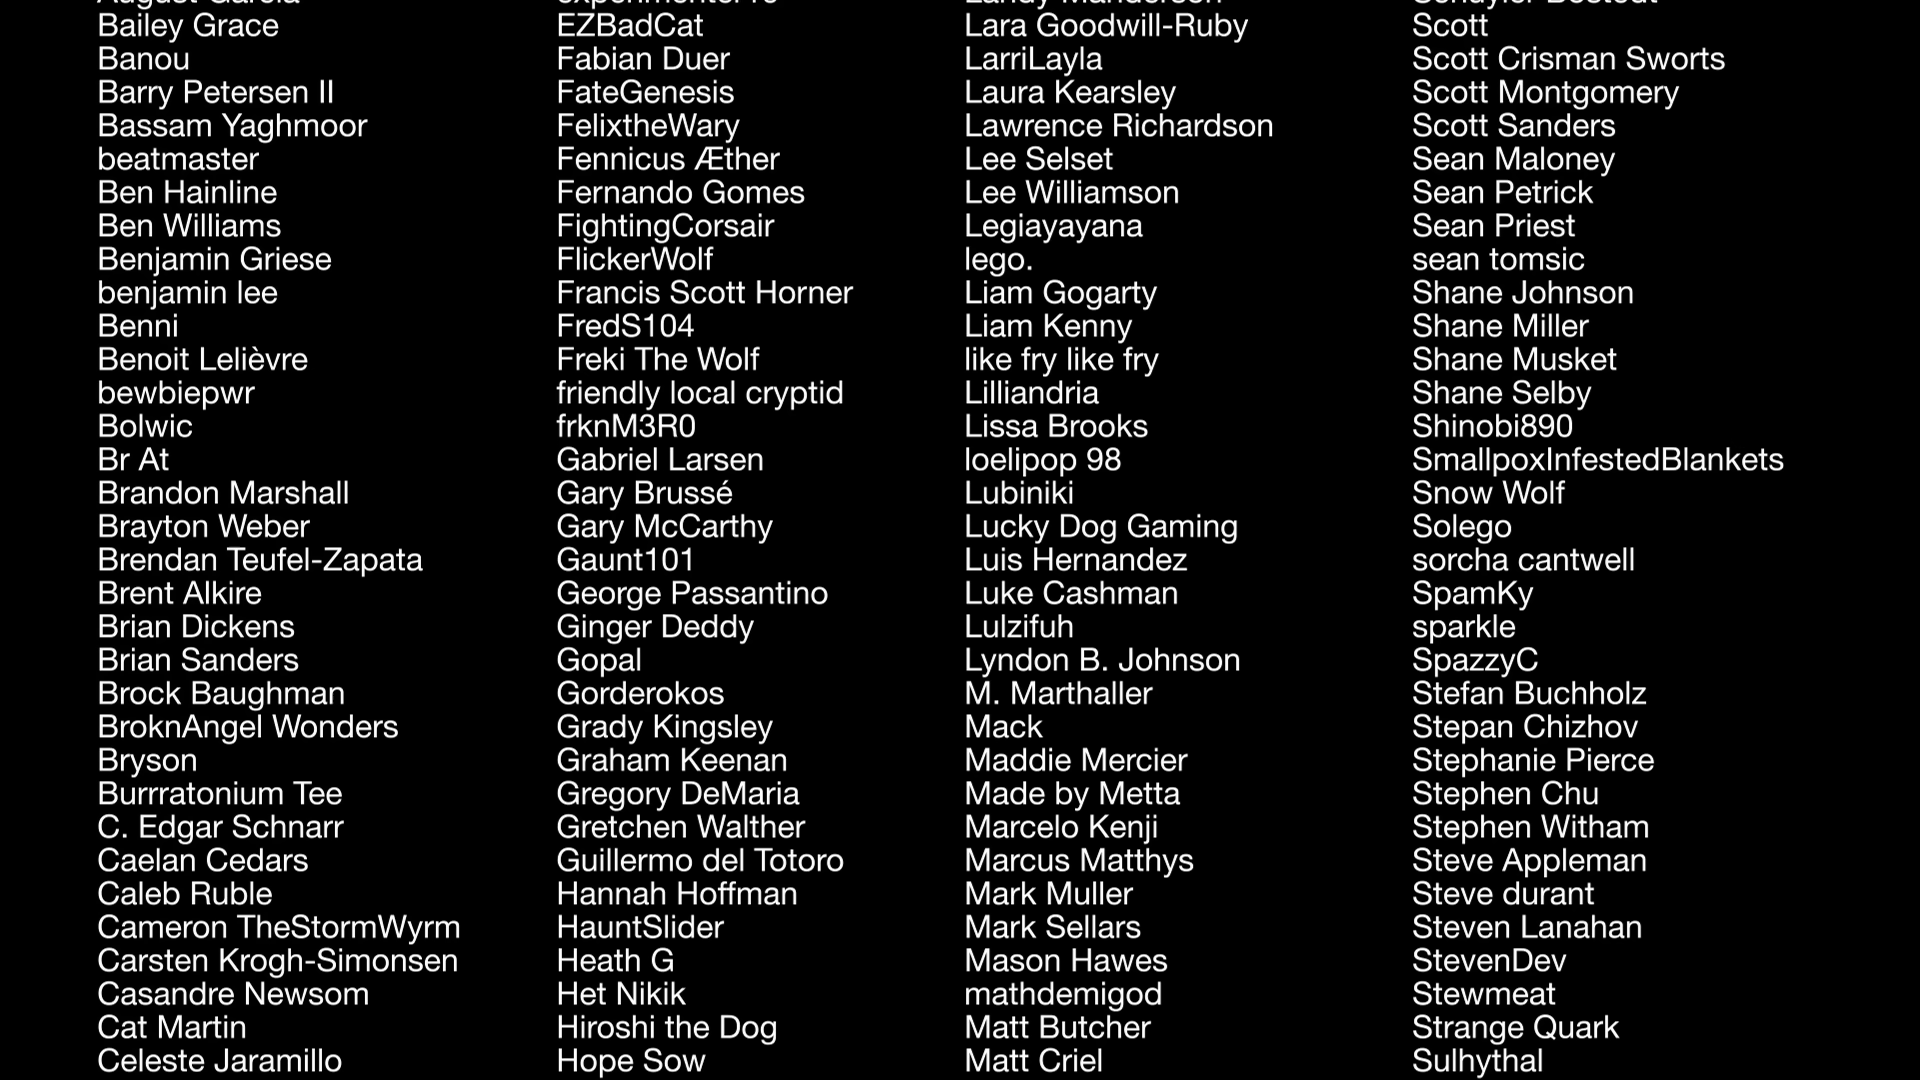 Bailey Grace
Banou
Barry Petersen II
Bassam Yaghmoor
beatmaster
Ben Hainline
Ben Williams
Benjamin Griese
benjamin lee
Benni
Benoit Lelièvre
bewbiepwr
Bolwic
Br At
Brandon Marshall
Brayton Weber
Brendan Teufel-Zapata
Brent Alkire
Brian Dickens
Brian Sanders
Brock Baughman
BroknAngel Wonders
Bryson
Burrratonium Tee
C. Edgar Schnarr
Caelan Cedars
Caleb Ruble
Cameron TheStormWyrm
Carsten Krogh-Simonsen
Casandre Newsom
Cat Martin
Celeste Jaramillo
EZBadCat
Fabian Duer
FateGenesis
FelixtheWary
Fennicus Æther
Fernando Gomes
FightingCorsair
FlickerWolf
Francis Scott Horner
FredS104
Freki The Wolf
friendly local cryptid
frknM3R0
Gabriel Larsen
Gary Brussé
Gary McCarthy
Gaunt101
George Passantino
Ginger Deddy
Gopal
Gorderokos
Grady Kingsley
Graham Keenan
Gregory DeMaria
Gretchen Walther
Guillermo del Totoro
Hannah Hoffman
HauntSlider
Heath G
Het Nikik
Hiroshi the Dog
Hope Sow
Lara Goodwill-Ruby
LarriLayla
Laura Kearsley
Lawrence Richardson
Lee Selset
Lee Williamson
Legiayayana
lego.
Liam Gogarty
Liam Kenny
like fry like fry
Lilliandria
Lissa Brooks
loelipop 98
Lubiniki
Lucky Dog Gaming
Luis Hernandez
Luke Cashman
Lulzifuh
Lyndon B. Johnson
M. Marthaller
Mack
Maddie Mercier
Made by Metta
Marcelo Kenji
Marcus Matthys
Mark Muller
Mark Sellars
Mason Hawes
mathdemigod
Matt Butcher
Matt Criel
Scott
Scott Crisman Sworts
Scott Montgomery
Scott Sanders
Sean Maloney
Sean Petrick
Sean Priest
sean tomsic
Shane Johnson
Shane Miller
Shane Musket
Shane Selby
Shinobi890
SmallpoxInfestedBlankets
Snow Wolf
Solego
sorcha cantwell
SpamKy
sparkle
SpazzyC
Stefan Buchholz
Stepan Chizhov
Stephanie Pierce
Stephen Chu
Stephen Witham
Steve Appleman
Steve durant
Steven Lanahan
StevenDev
Stewmeat
Strange Quark
Sulhythal